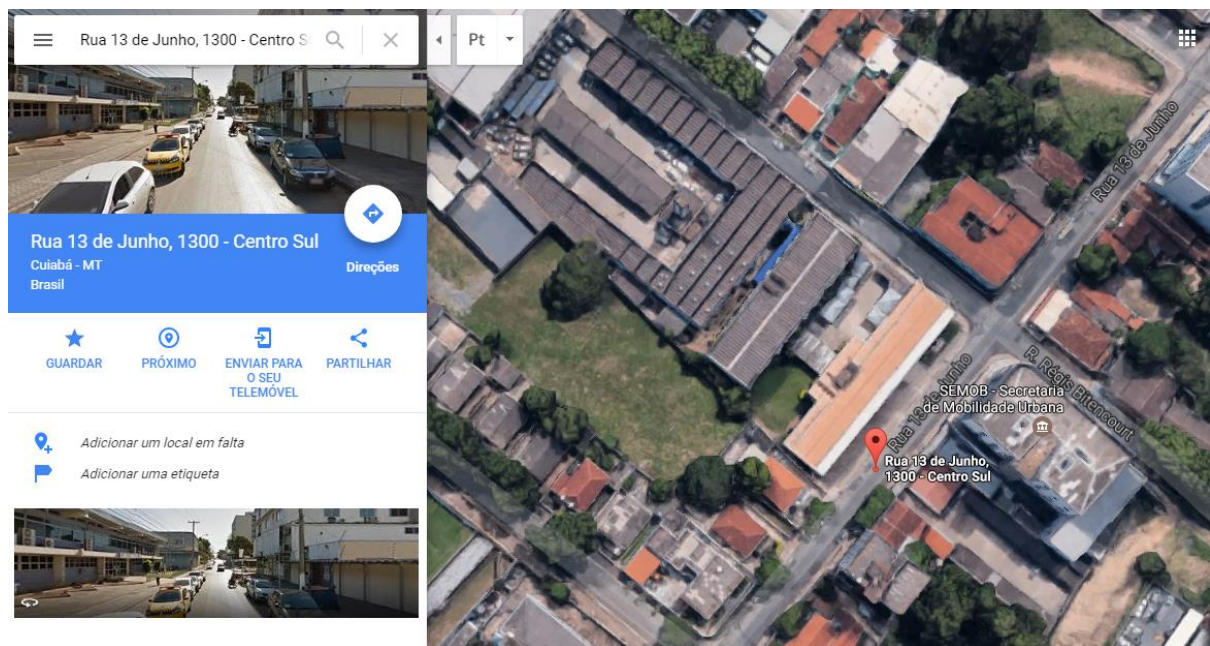 Rua 13 de Junho, 1300 - Centro S
Pt
Rua 13 de Junho, 1300 - Centro Sul
Cuiabá - MT
Brasil
Direções
GUARDAR
PRÓXIMO
ENVIAR PARA
O SEU
TELEMÓVEL
PARTILHAR
Adicionar um local em falta
Adicionar uma etiqueta
Rua 13 de Junho
R. Régis Bitencourt
Rua 13 de Junho
SEMOB - Secretaria
de Mobilidade Urbana
Rua 13 de Junho,
1300 - Centro Sul